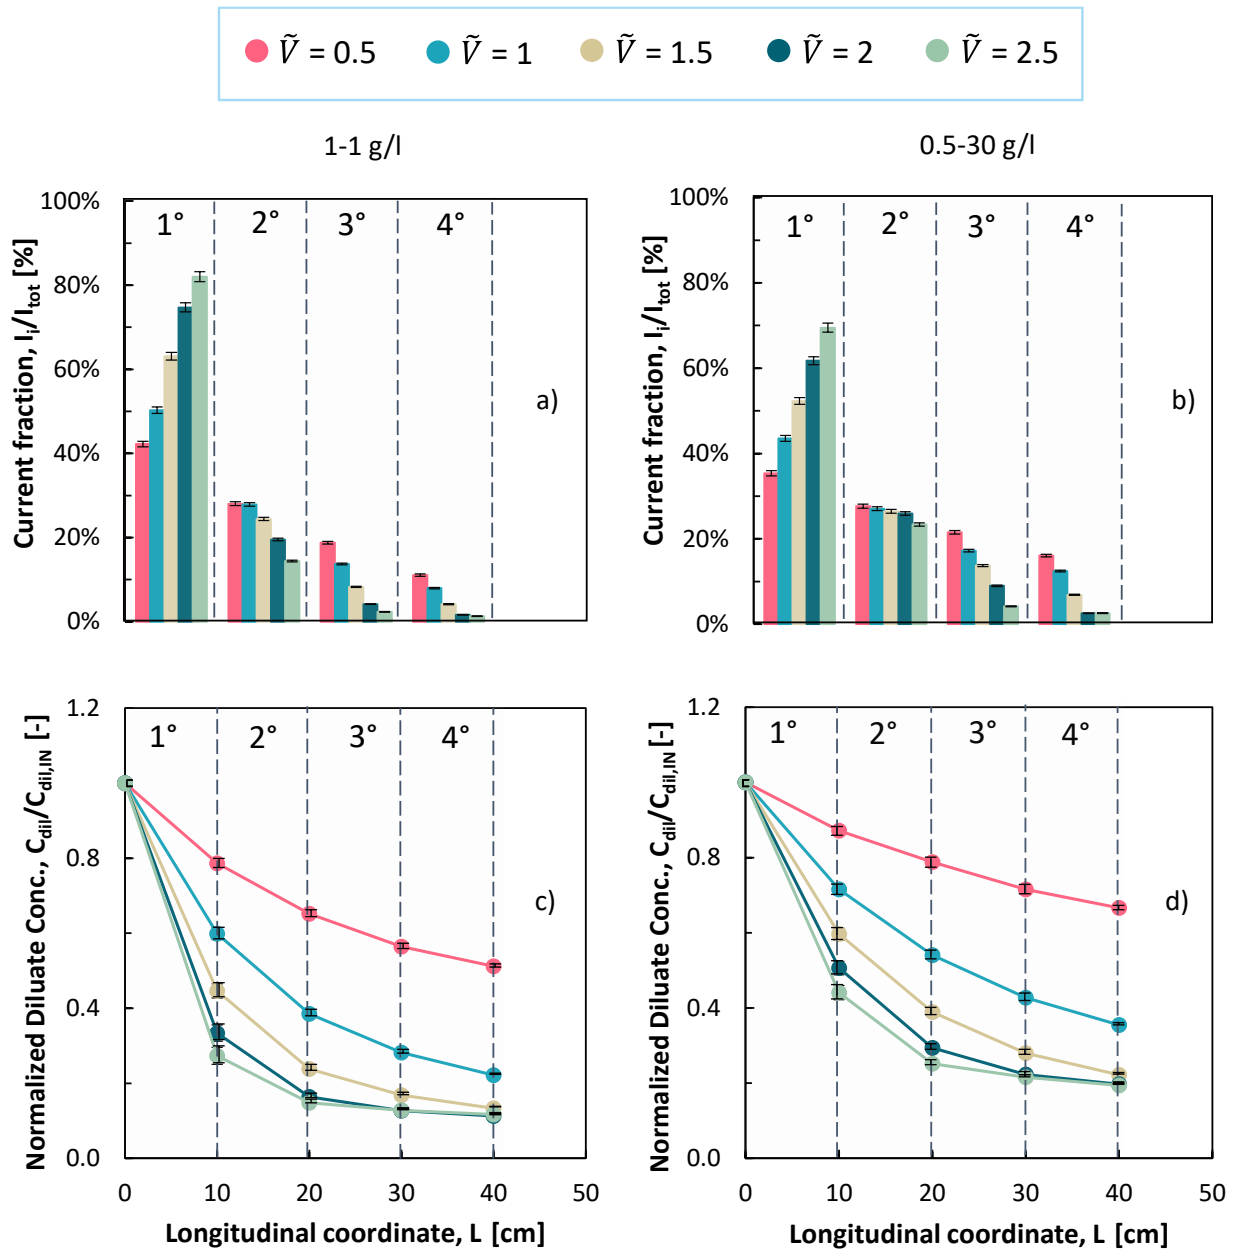 Ṽ = 0.5 Ṽ = 1 Ṽ = 1.5 Ṽ = 2 Ṽ = 2.5
1-1 g/l
100%
80%
60%
40%
20%
0%
Current fraction, Iᵢ/Iₜₒₜ [%]
1° 2° 3° 4°
a)
0.5-30 g/l
100%
80%
60%
40%
20%
0%
Current fraction, Iᵢ/Iₜₒₜ [%]
1° 2° 3° 4°
b)
1.2
0.8
0.4
0.0
Normalized Diluate Conc., C_dil/C_dil,IN [-]
1° 2° 3° 4°
c)
0 10 20 30 40 50
Longitudinal coordinate, L [cm]
1.2
0.8
0.4
0.0
Normalized Diluate Conc., C_dil/C_dil,IN [-]
1° 2° 3° 4°
d)
0 10 20 30 40 50
Longitudinal coordinate, L [cm]